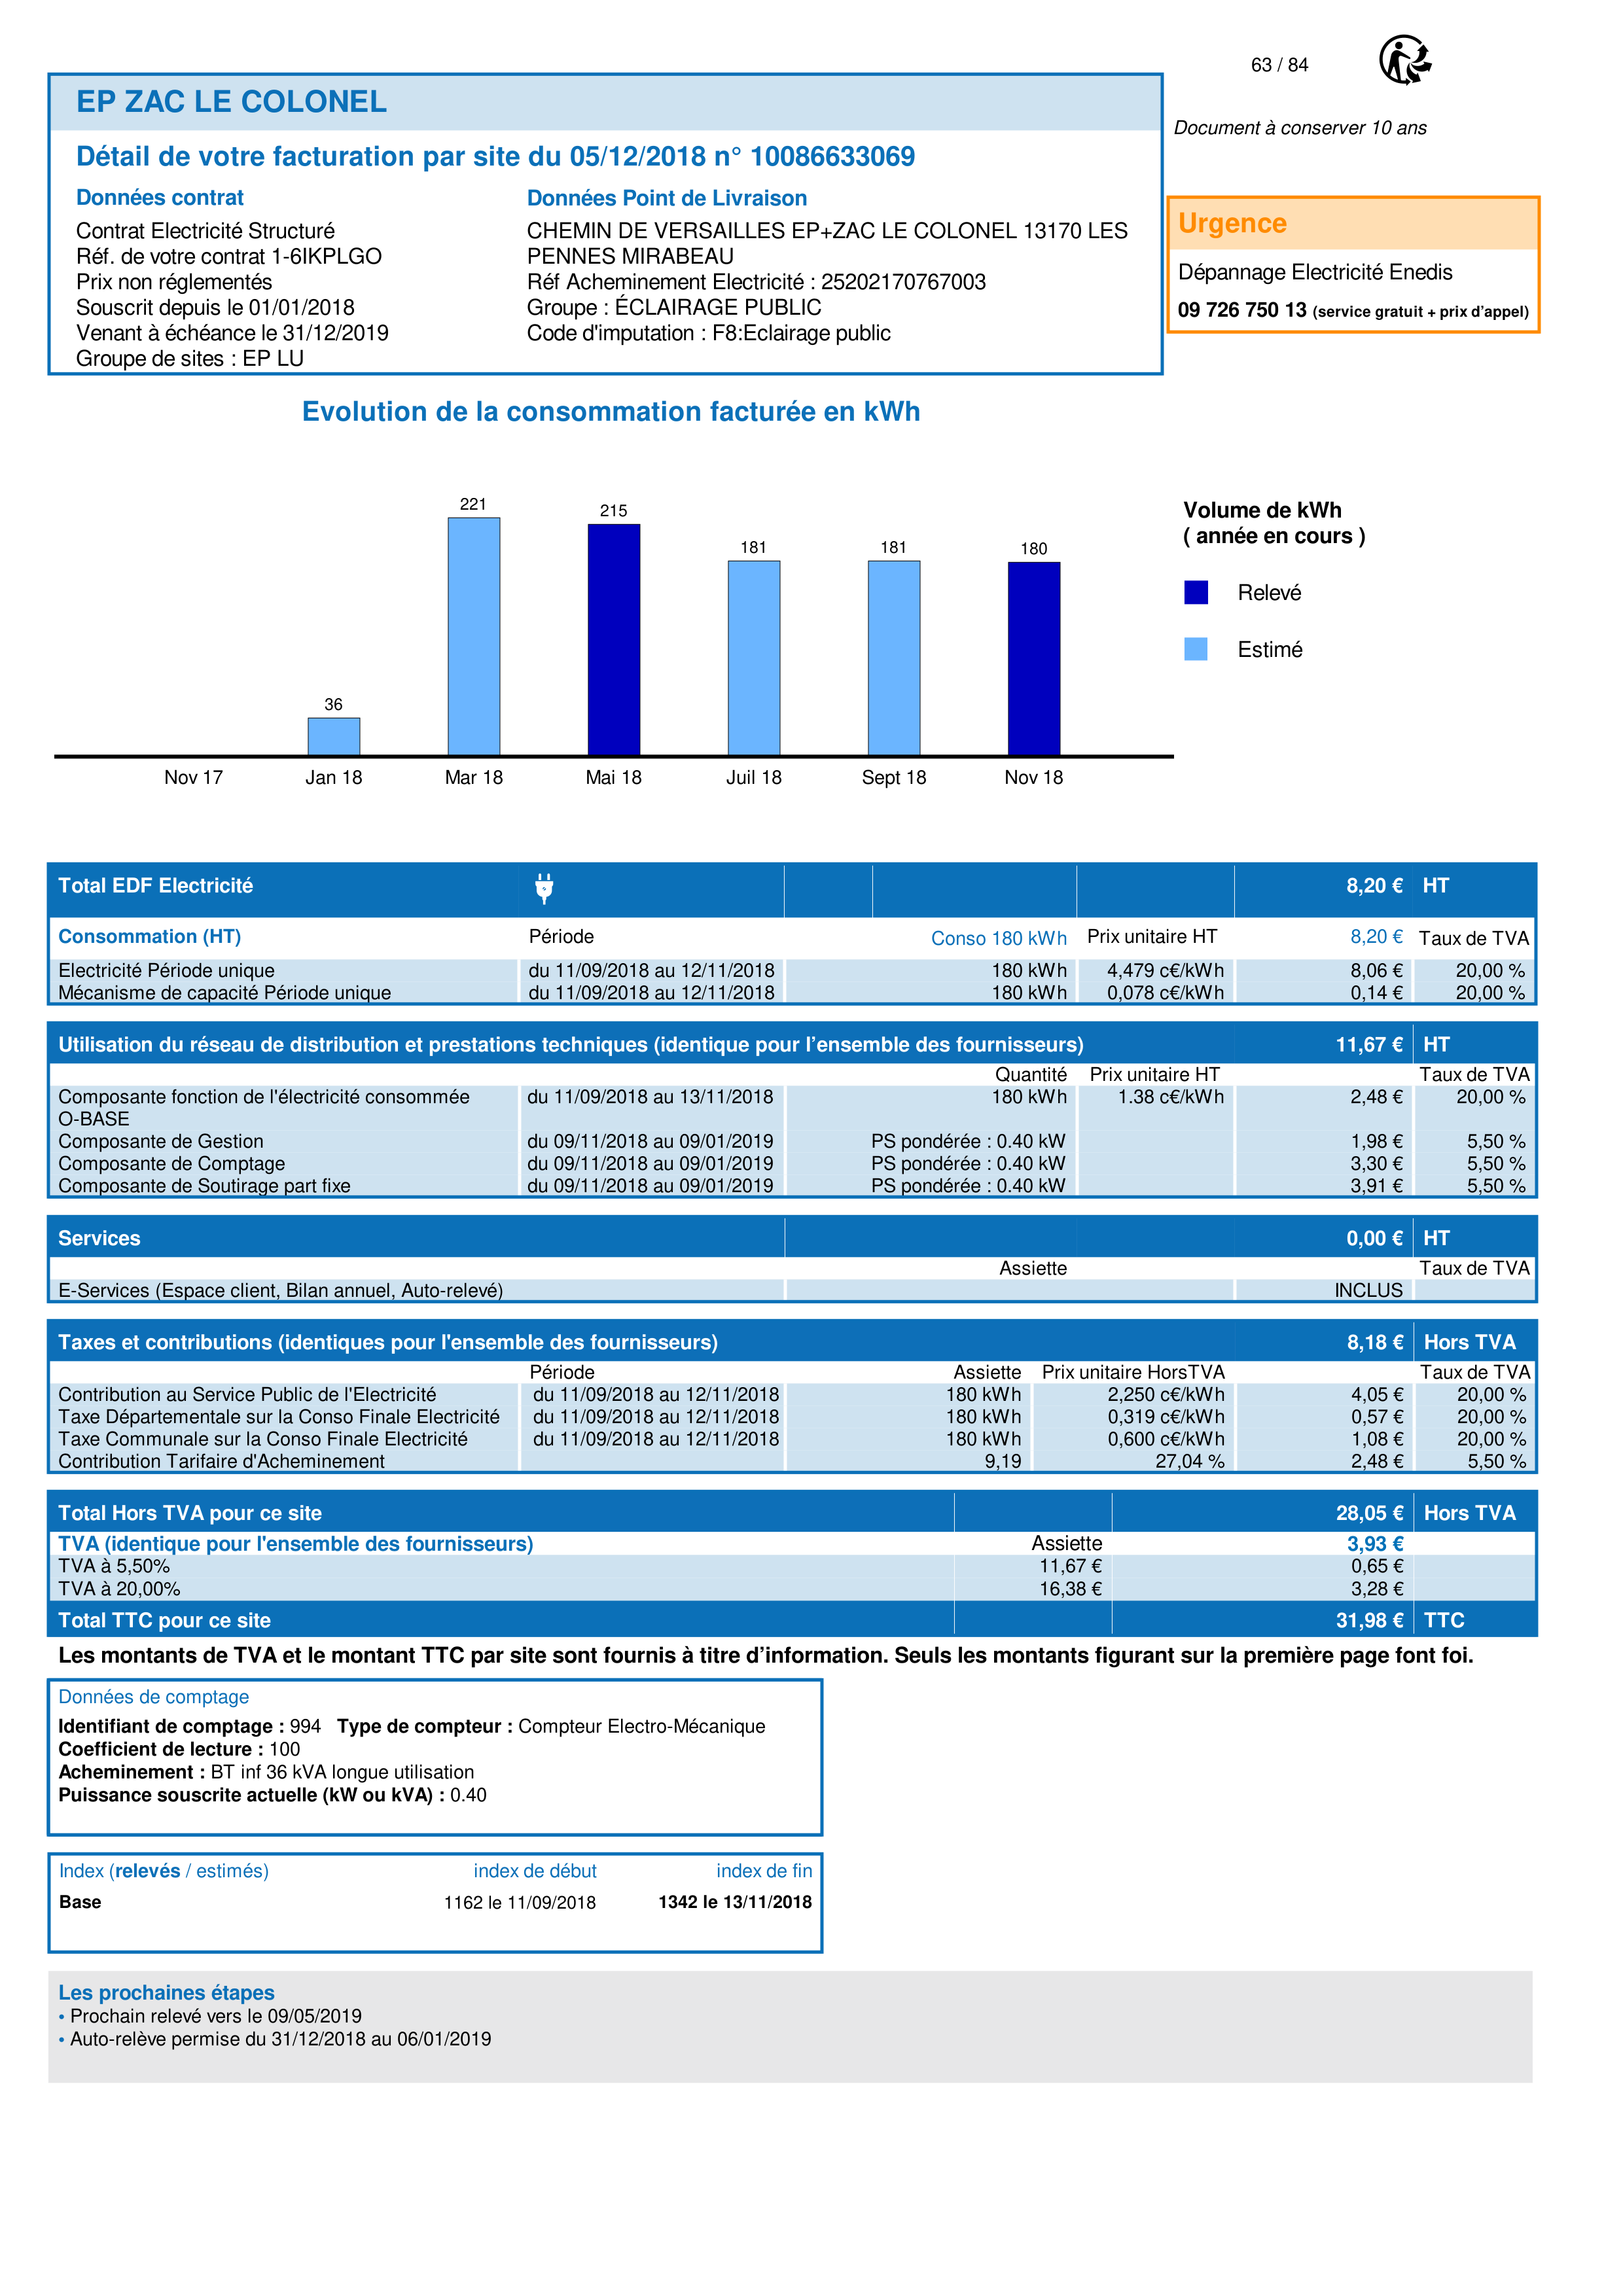 63 / 84
EP ZAC LE COLONEL
Document à conserver 10 ans
Détail de votre facturation par site du 05/12/2018 n° 10086633069
Données contrat
Contrat Electricité Structuré
Réf. de votre contrat 1-6IKPLGO
Prix non réglementés
Souscrit depuis le 01/01/2018
Venant à échéance le 31/12/2019
Groupe de sites : EP LU
Données Point de Livraison
CHEMIN DE VERSAILLES EP+ZAC LE COLONEL 13170 LES
PENNES MIRABEAU
Réf Acheminement Electricité : 25202170767003
Groupe : ÉCLAIRAGE PUBLIC
Code d'imputation : F8:Eclairage public
Urgence
Dépannage Electricité Enedis
09 726 750 13 (service gratuit + prix d’appel)
Evolution de la consommation facturée en kWh
36
221
215
181
181
180
Nov 17 Jan 18 Mar 18 Mai 18 Juil 18 Sept 18 Nov 18
Volume de kWh
( année en cours )
Relevé
Estimé
Total EDF Electricité 8,20 € HT
Consommation (HT) Période Conso 180 kWh Prix unitaire HT 8,20 € Taux de TVA
Electricité Période unique du 11/09/2018 au 12/11/2018 180 kWh 4,479 c€/kWh 8,06 € 20,00 %
Mécanisme de capacité Période unique du 11/09/2018 au 12/11/2018 180 kWh 0,078 c€/kWh 0,14 € 20,00 %
Utilisation du réseau de distribution et prestations techniques (identique pour l’ensemble des fournisseurs) 11,67 € HT
Quantité Prix unitaire HT Taux de TVA
Composante fonction de l'électricité consommée du 11/09/2018 au 13/11/2018 180 kWh 1.38 c€/kWh 2,48 € 20,00 %
O-BASE
Composante de Gestion du 09/11/2018 au 09/01/2019 PS pondérée : 0.40 kW 1,98 € 5,50 %
Composante de Comptage du 09/11/2018 au 09/01/2019 PS pondérée : 0.40 kW 3,30 € 5,50 %
Composante de Soutirage part fixe du 09/11/2018 au 09/01/2019 PS pondérée : 0.40 kW 3,91 € 5,50 %
Services 0,00 € HT
Assiette Taux de TVA
E-Services (Espace client, Bilan annuel, Auto-relevé) INCLUS
Taxes et contributions (identiques pour l'ensemble des fournisseurs) 8,18 € Hors TVA
Période Assiette Prix unitaire HorsTVA Taux de TVA
Contribution au Service Public de l'Electricité du 11/09/2018 au 12/11/2018 180 kWh 2,250 c€/kWh 4,05 € 20,00 %
Taxe Départementale sur la Conso Finale Electricité du 11/09/2018 au 12/11/2018 180 kWh 0,319 c€/kWh 0,57 € 20,00 %
Taxe Communale sur la Conso Finale Electricité du 11/09/2018 au 12/11/2018 180 kWh 0,600 c€/kWh 1,08 € 20,00 %
Contribution Tarifaire d'Acheminement 9,19 27,04 % 2,48 € 5,50 %
Total Hors TVA pour ce site 28,05 € Hors TVA
TVA (identique pour l'ensemble des fournisseurs) Assiette 3,93 €
TVA à 5,50% 11,67 € 0,65 €
TVA à 20,00% 16,38 € 3,28 €
Total TTC pour ce site 31,98 € TTC
Les montants de TVA et le montant TTC par site sont fournis à titre d’information. Seuls les montants figurant sur la première page font foi.
Données de comptage
Identifiant de comptage : 994 Type de compteur : Compteur Electro-Mécanique
Coefficient de lecture : 100
Acheminement : BT inf 36 kVA longue utilisation
Puissance souscrite actuelle (kW ou kVA) : 0.40
Index (relevés / estimés) index de début index de fin
Base 1162 le 11/09/2018 1342 le 13/11/2018
Les prochaines étapes
• Prochain relevé vers le 09/05/2019
• Auto-relève permise du 31/12/2018 au 06/01/2019